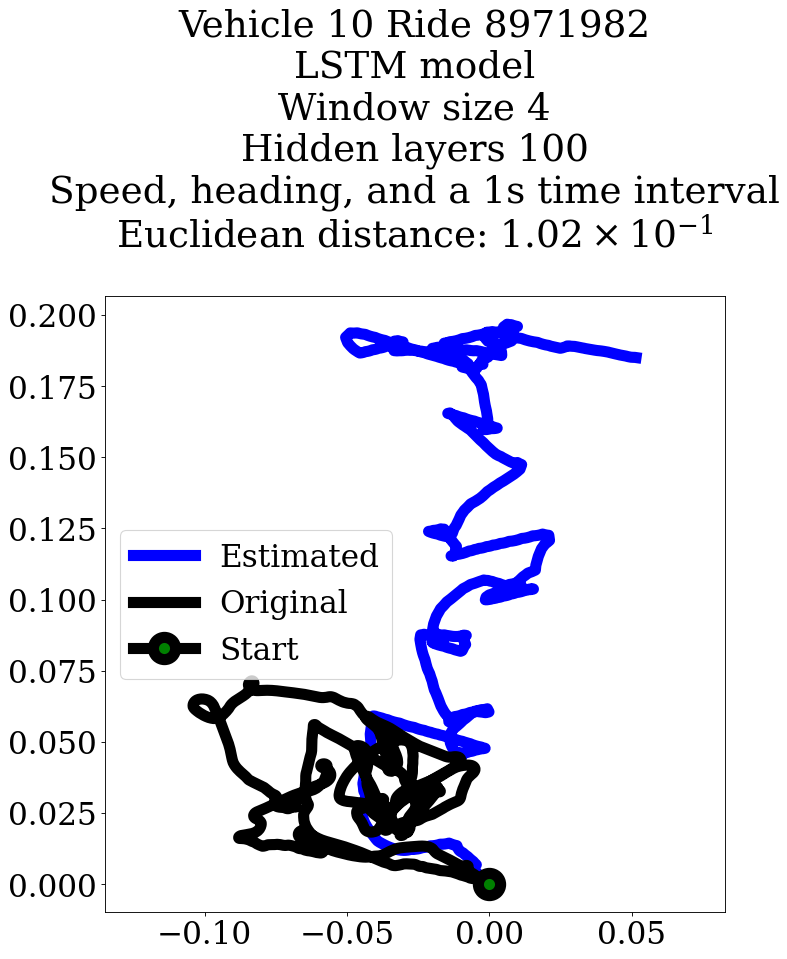 Vehicle 10 Ride 8971982
LSTM model
Window size 4
Hidden layers 100
Speed, heading, and a 1s time interval
Euclidean distance: 1.02 × 10⁻¹
0.200
0.175
0.150
0.125
0.100
0.075
0.050
0.025
0.000
Estimated
Original
Start
−0.10
−0.05
0.00
0.05